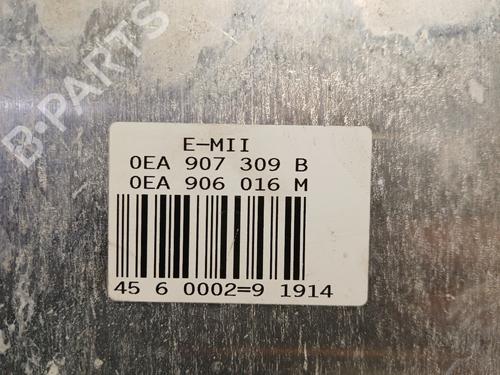 B-PARTS
E-MII
0EA 907 309 B
0EA 906 016 M
45 6 0002=9 1914